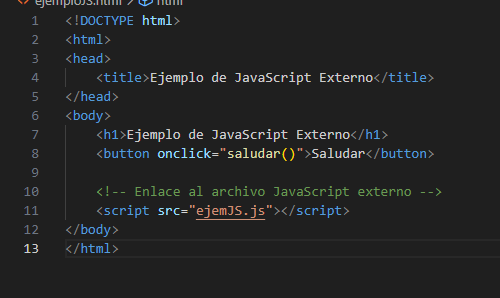 ejemploJS.html > html
1 <!DOCTYPE html>
2 <html>
3 <head>
4 <title>Ejemplo de JavaScript Externo</title>
5 </head>
6 <body>
7 <h1>Ejemplo de JavaScript Externo</h1>
8 <button onclick="saludar()">Saludar</button>
9
10 <!-- Enlace al archivo JavaScript externo -->
11 <script src="ejemJS.js"></script>
12 </body>
13 </html>